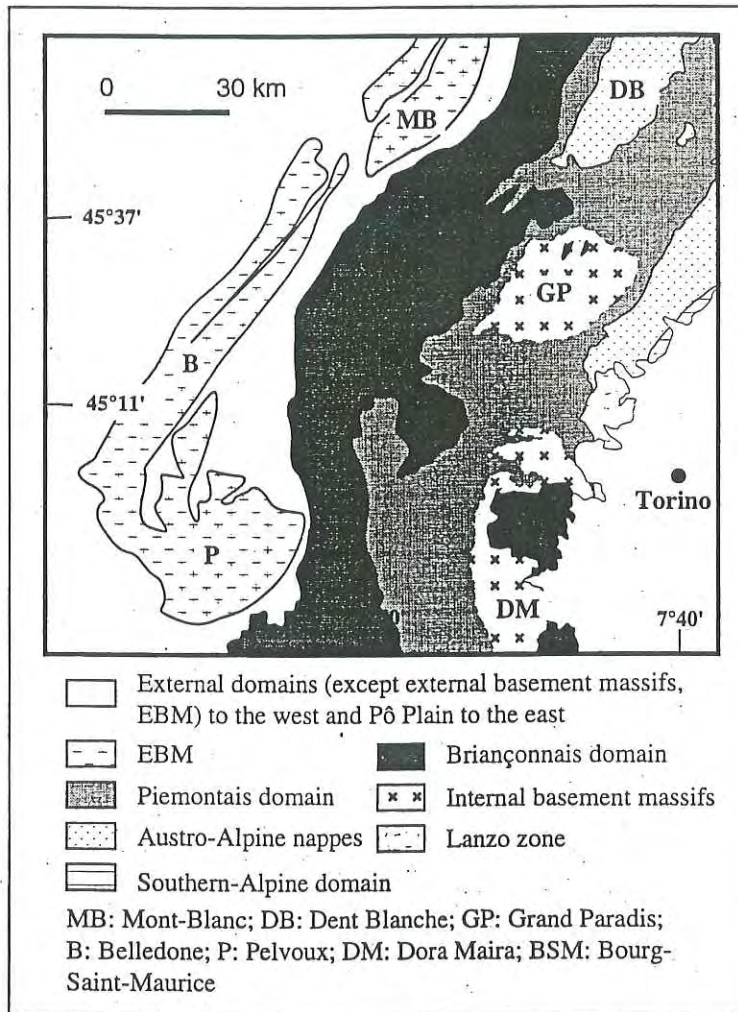 0 30 km
DB
MB
45°37'
GP
B
45°11'
Torino
P
DM
7°40'
External domains (except external basement massifs,
EBM) to the west and Pô Plain to the east
EBM
Briançonnais domain
Piemontais domain
Internal basement massifs
Austro-Alpine nappes
Lanzo zone
Southern-Alpine domain
MB: Mont-Blanc; DB: Dent Blanche; GP: Grand Paradis;
B: Belledone; P: Pelvoux; DM: Dora Maira; BSM: Bourg-
Saint-Maurice